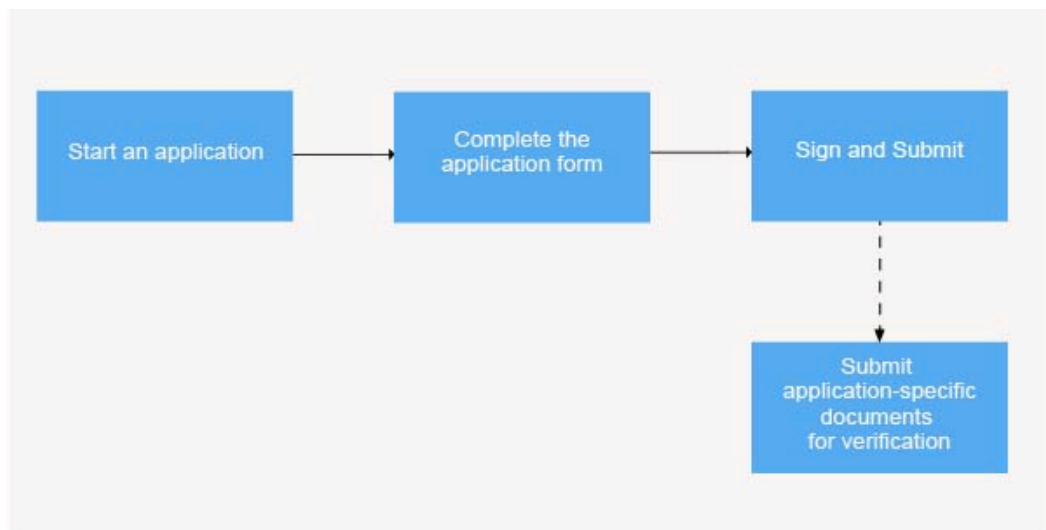 Start an application
Complete the
application form
Sign and Submit
Submit
application-specific
documents
for verification